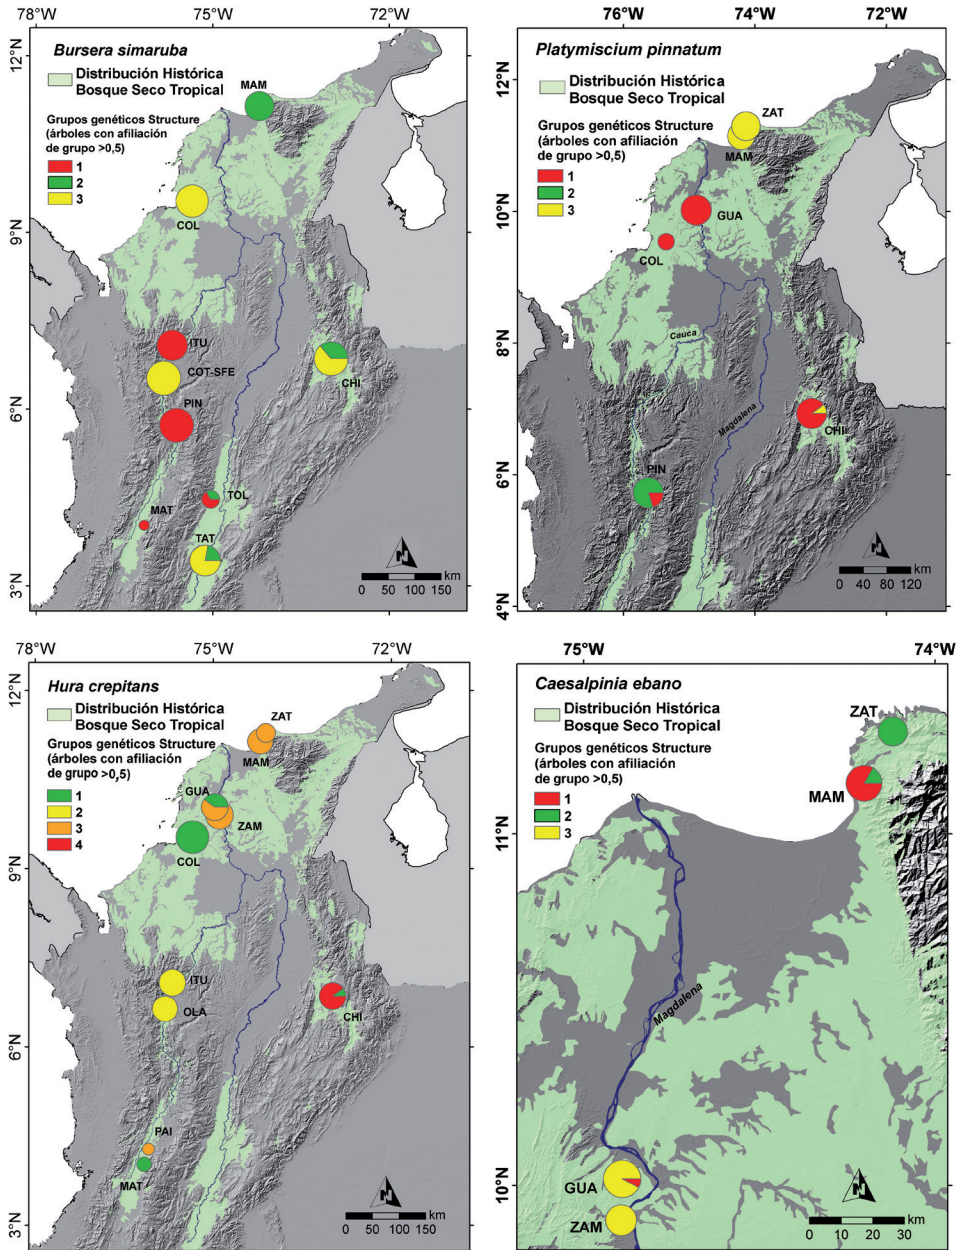 78°W 75°W 72°W
12°N
9°N
6°N
3°N
Bursera simaruba
Distribución Histórica
Bosque Seco Tropical
Grupos genéticos Structure
(árboles con afiliación
de grupo >0,5)
1
2
3
MAM
COL
ITU
COT-SFE
PIN
CHI
TOL
MAT
TAT
N
km
0 50 100 150
76°W 74°W 72°W
12°N
10°N
8°N
6°N
4°N
Platymiscium pinnatum
Distribución Histórica
Bosque Seco Tropical
Grupos genéticos Structure
(árboles con afiliación
de grupo >0,5)
1
2
3
ZAT
MAM
GUA
COL
Cauca
Magdalena
CHI
PIN
N
km
0 40 80 120
78°W 75°W 72°W
12°N
9°N
6°N
3°N
Hura crepitans
Distribución Histórica
Bosque Seco Tropical
Grupos genéticos Structure
(árboles con afiliación
de grupo >0,5)
1
2
3
4
ZAT
MAM
GUA
ZAM
COL
ITU
OLA
CHI
PAI
MAT
N
km
0 50 100 150
75°W 74°W
11°N
10°N
Caesalpinia ebano
Distribución Histórica
Bosque Seco Tropical
Grupos genéticos Structure
(árboles con afiliación
de grupo >0,5)
1
2
3
ZAT
MAM
Magdalena
GUA
ZAM
N
km
0 10 20 30